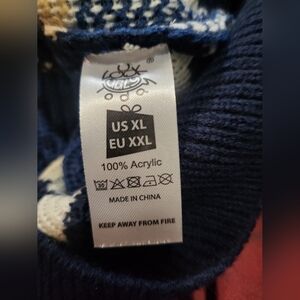 ®
US XL
EU XXL
100% Acrylic
MADE IN CHINA
KEEP AWAY FROM FIRE